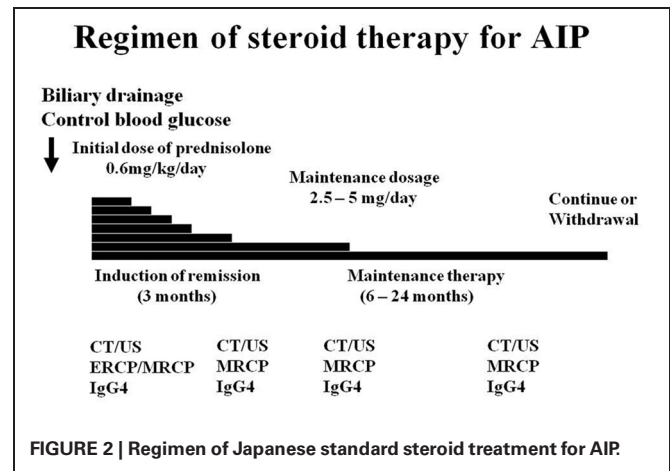 Regimen of steroid therapy for AIP
Biliary drainage
Control blood glucose
Initial dose of prednisolone
0.6mg/kg/day
Maintenance dosage
2.5 – 5 mg/day
Continue or
Withdrawal
Induction of remission
(3 months)
Maintenance therapy
(6 – 24 months)
CT/US
ERCP/MRCP
IgG4
CT/US
MRCP
IgG4
CT/US
MRCP
IgG4
CT/US
MRCP
IgG4
FIGURE 2 | Regimen of Japanese standard steroid treatment for AIP.